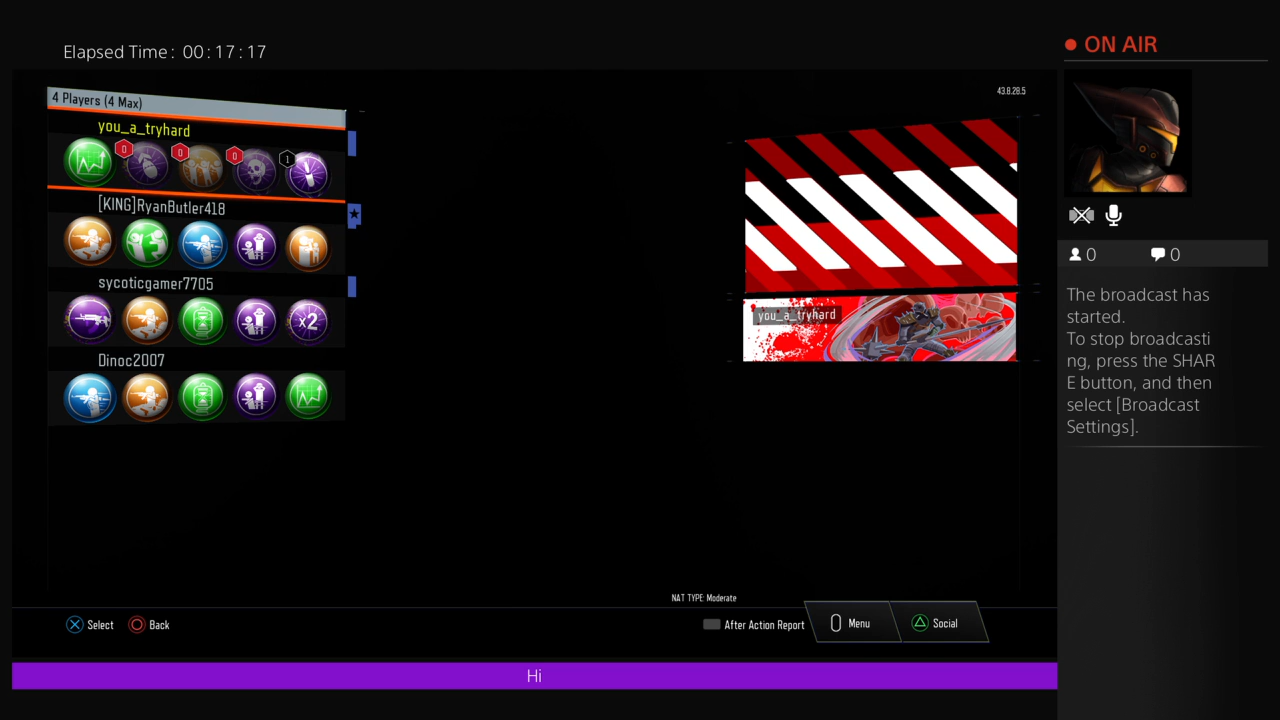 Elapsed Time: 00:17:17
ON AIR
4 Players (4 Max)
43.8.28.5
you_a_tryhard
0
0
0
1
[KING]RyanButler418
sycoticgamer7705
x2
Dinoc2007
you_a_tryhard
0
0
The broadcast has
started.
To stop broadcasti
ng, press the SHAR
E button, and then
select [Broadcast
Settings].
NAT TYPE: Moderate
Select
Back
After Action Report
Menu
Social
Hi